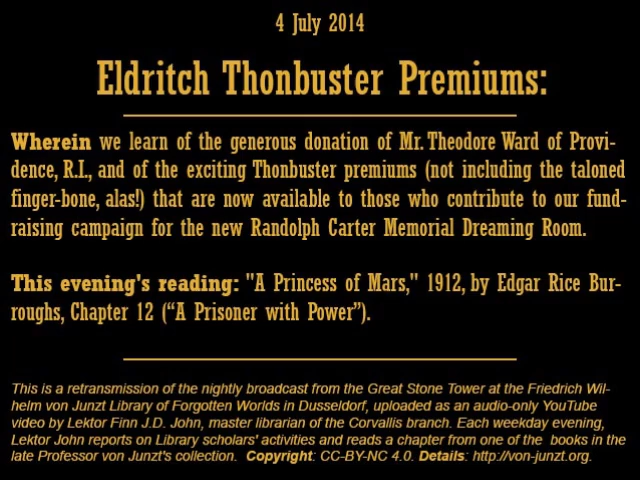 4 July 2014
Eldritch Thonbuster Premiums:
Wherein we learn of the generous donation of Mr. Theodore Ward of Provi-
dence, R.I., and of the exciting Thonbuster premiums (not including the taloned
finger-bone, alas!) that are now available to those who contribute to our fund-
raising campaign for the new Randolph Carter Memorial Dreaming Room.
This evening's reading: "A Princess of Mars," 1912, by Edgar Rice Bur-
roughs, Chapter 12 (“A Prisoner with Power”).
This is a retransmission of the nightly broadcast from the Great Stone Tower at the Friedrich Wil-
helm von Junzt Library of Forgotten Worlds in Dusseldorf, uploaded as an audio-only YouTube
video by Lektor Finn J.D. John, master librarian of the Corvallis branch. Each weekday evening,
Lektor John reports on Library scholars' activities and reads a chapter from one of the books in the
late Professor von Junzt's collection. Copyright: CC-BY-NC 4.0. Details: http://von-junzt.org.